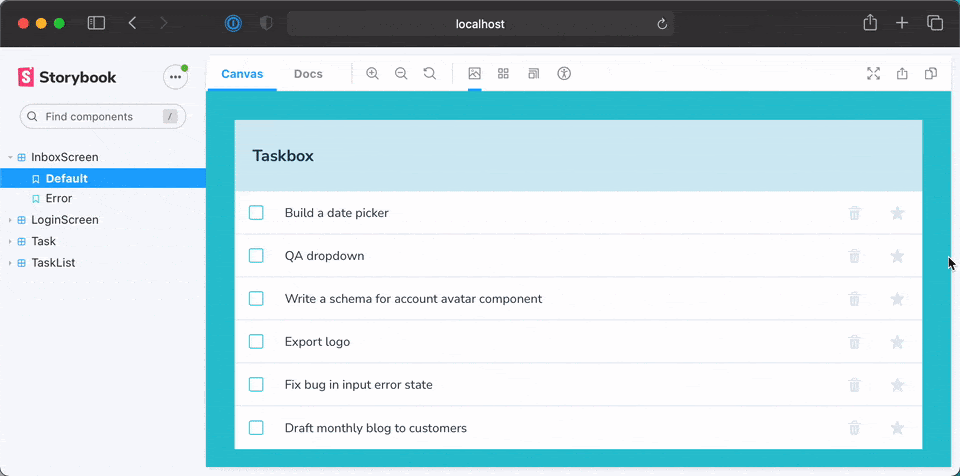 localhost
Storybook
Canvas
Docs
Find components
/
InboxScreen
Default
Error
LoginScreen
Task
TaskList
Taskbox
Build a date picker
QA dropdown
Write a schema for account avatar component
Export logo
Fix bug in input error state
Draft monthly blog to customers